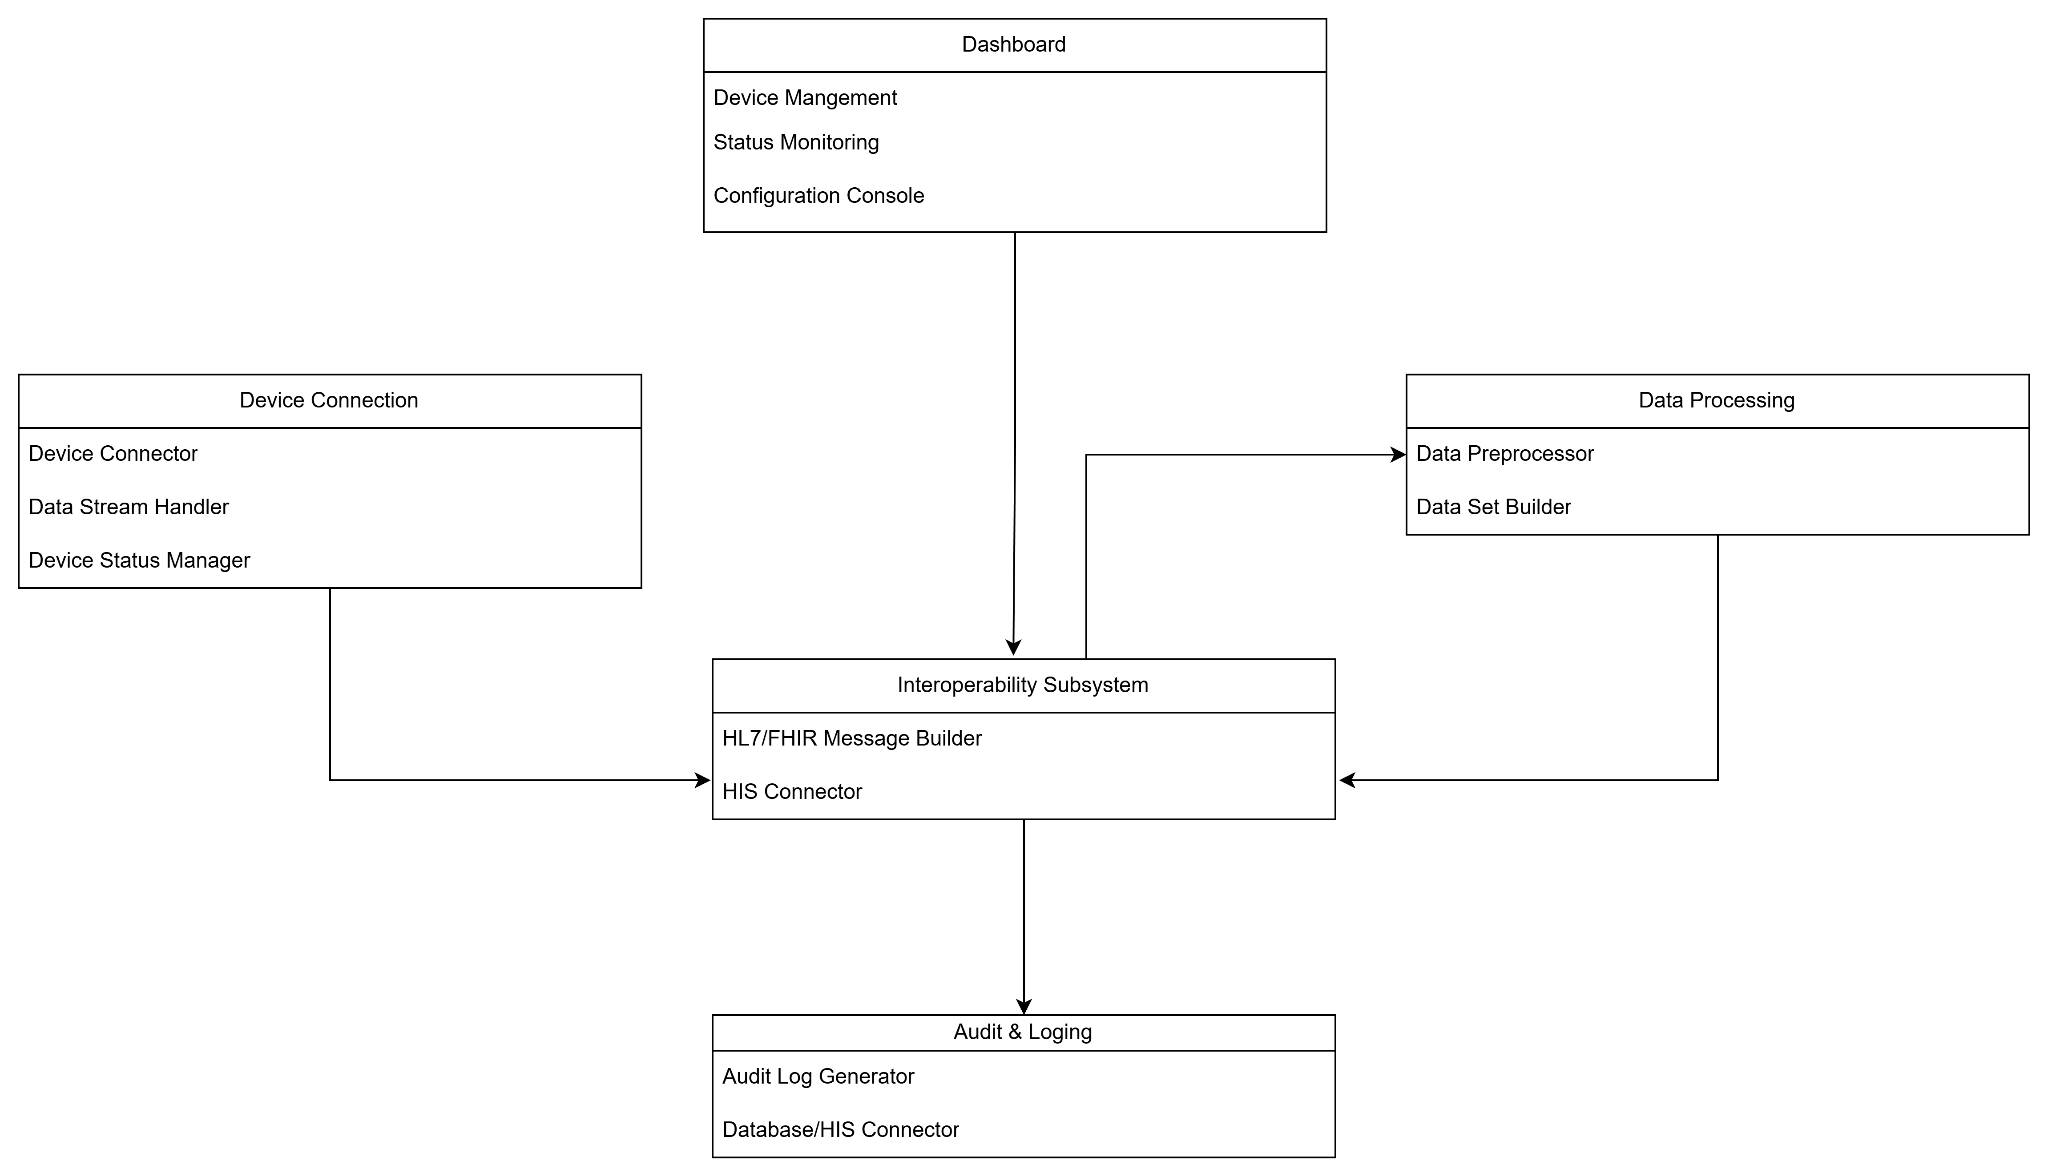 Dashboard
Device Mangement
Status Monitoring
Configuration Console
Device Connection
Device Connector
Data Stream Handler
Device Status Manager
Data Processing
Data Preprocessor
Data Set Builder
Interoperability Subsystem
HL7/FHIR Message Builder
HIS Connector
Audit & Loging
Audit Log Generator
Database/HIS Connector